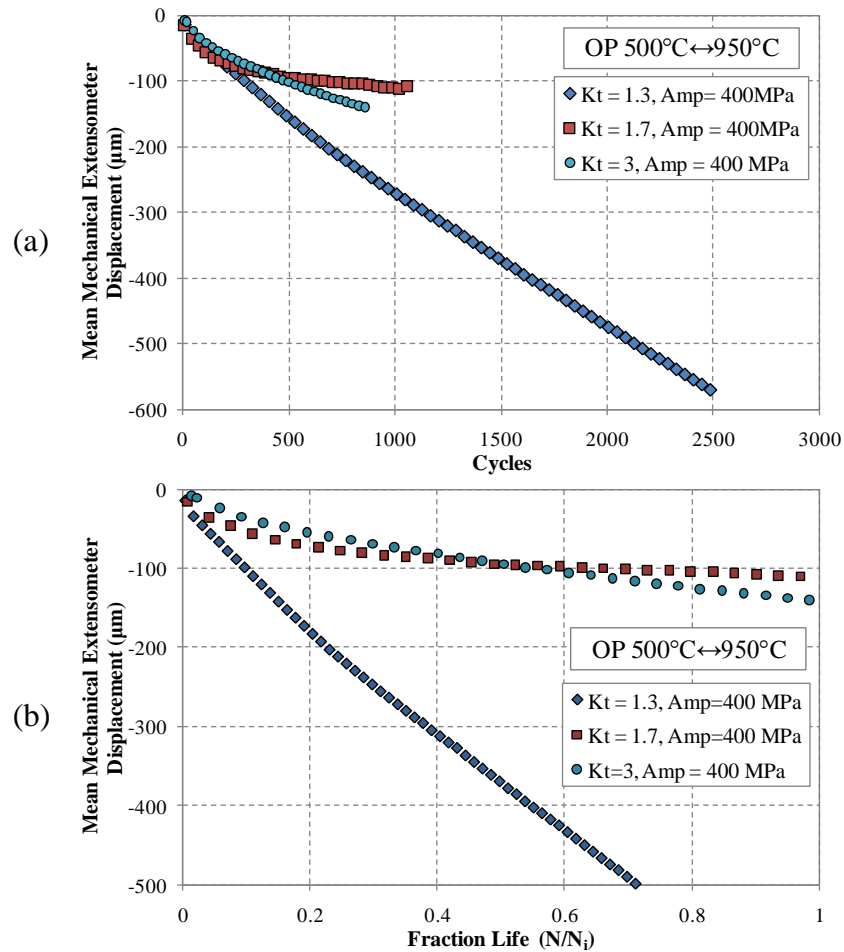 (a)
Mean Mechanical Extensometer
Displacement (µm)
0
-100
-200
-300
-400
-500
-600
0
500
1000
1500
2000
2500
3000
Cycles
OP 500°C↔950°C
Kt = 1.3, Amp= 400MPa
Kt = 1.7, Amp = 400MPa
Kt = 3, Amp = 400 MPa
(b)
Mean Mechanical Extensometer
Displacement (µm)
0
-100
-200
-300
-400
-500
0
0.2
0.4
0.6
0.8
1
Fraction Life (N/Ni)
OP 500°C↔950°C
Kt = 1.3, Amp=400 MPa
Kt = 1.7, Amp=400 MPa
Kt=3, Amp = 400 MPa